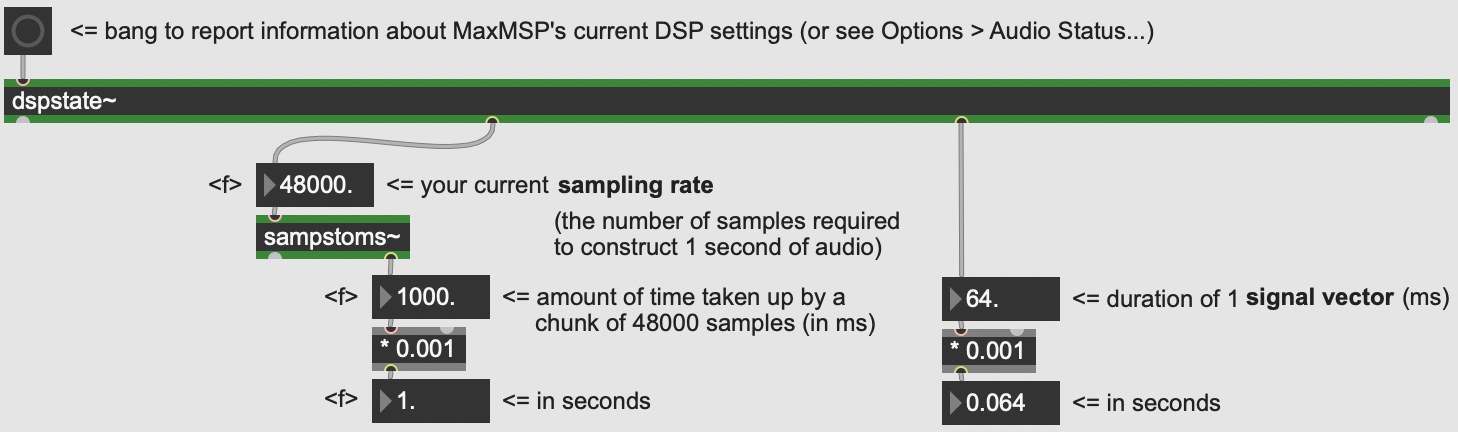 <= bang to report information about MaxMSP's current DSP settings (or see Options > Audio Status...)
dspstate~
<f> 48000. <= your current sampling rate
(the number of samples required
to construct 1 second of audio)
sampstoms~
<f> 1000. <= amount of time taken up by a
chunk of 48000 samples (in ms)
* 0.001
<f> 1. <= in seconds
64. <= duration of 1 signal vector (ms)
* 0.001
0.064 <= in seconds